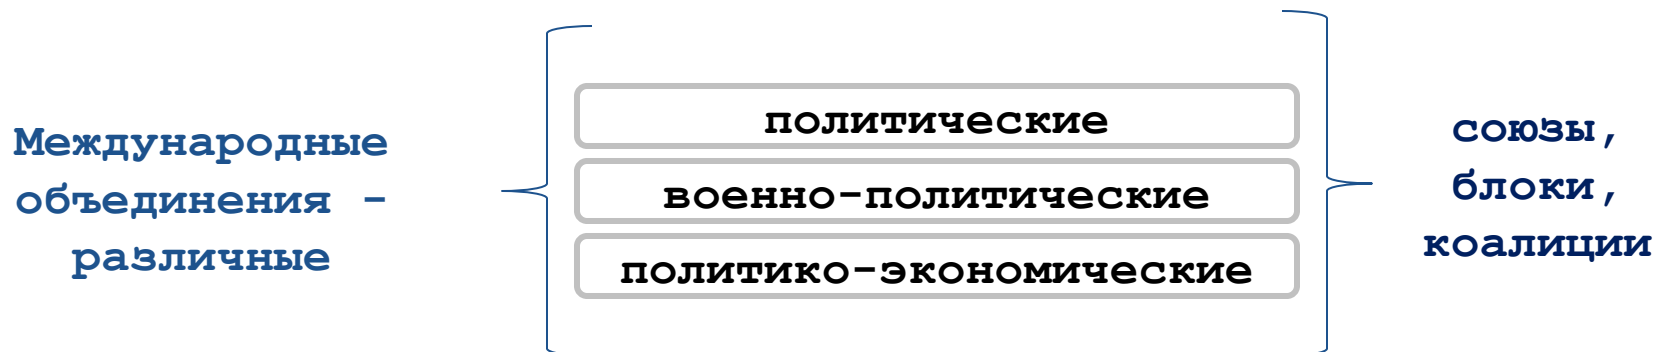 Международные
объединения -
различные
политические
военно-политические
политико-экономические
союзы,
блоки,
коалиции